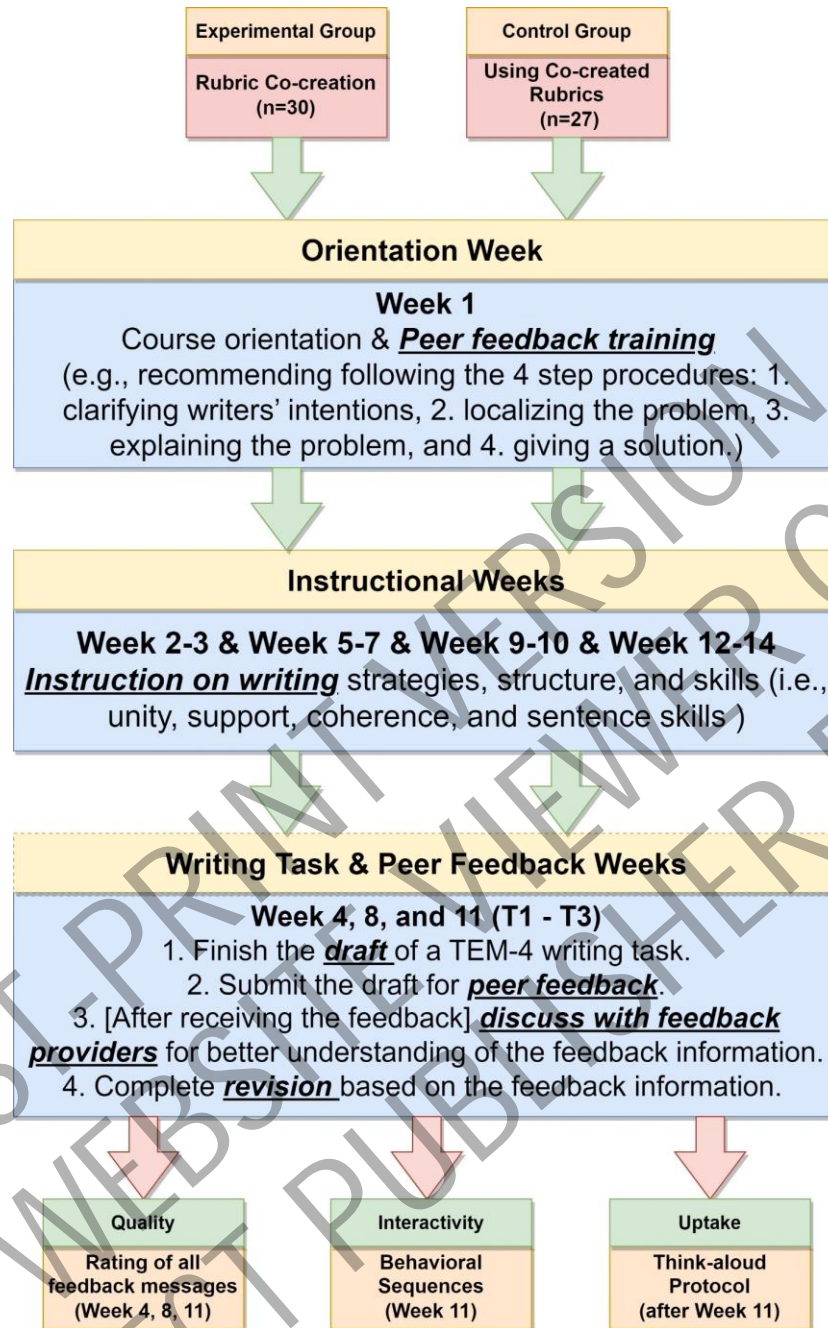 Experimental Group
Rubric Co-creation
(n=30)
Control Group
Using Co-created
Rubrics
(n=27)
Orientation Week
Week 1
Course orientation & Peer feedback training
(e.g., recommending following the 4 step procedures: 1.
clarifying writers' intentions, 2. localizing the problem, 3.
explaining the problem, and 4. giving a solution.)
Instructional Weeks
Week 2-3 & Week 5-7 & Week 9-10 & Week 12-14
Instruction on writing strategies, structure, and skills (i.e.,
unity, support, coherence, and sentence skills )
Writing Task & Peer Feedback Weeks
Week 4, 8, and 11 (T1 - T3)
1. Finish the draft of a TEM-4 writing task.
2. Submit the draft for peer feedback.
3. [After receiving the feedback] discuss with feedback
providers for better understanding of the feedback information.
4. Complete revision based on the feedback information.
Quality
Rating of all
feedback messages
(Week 4, 8, 11)
Interactivity
Behavioral
Sequences
(Week 11)
Uptake
Think-aloud
Protocol
(after Week 11)
PRINT VERSION
WEBSITE VIEWER
PUBLISHER